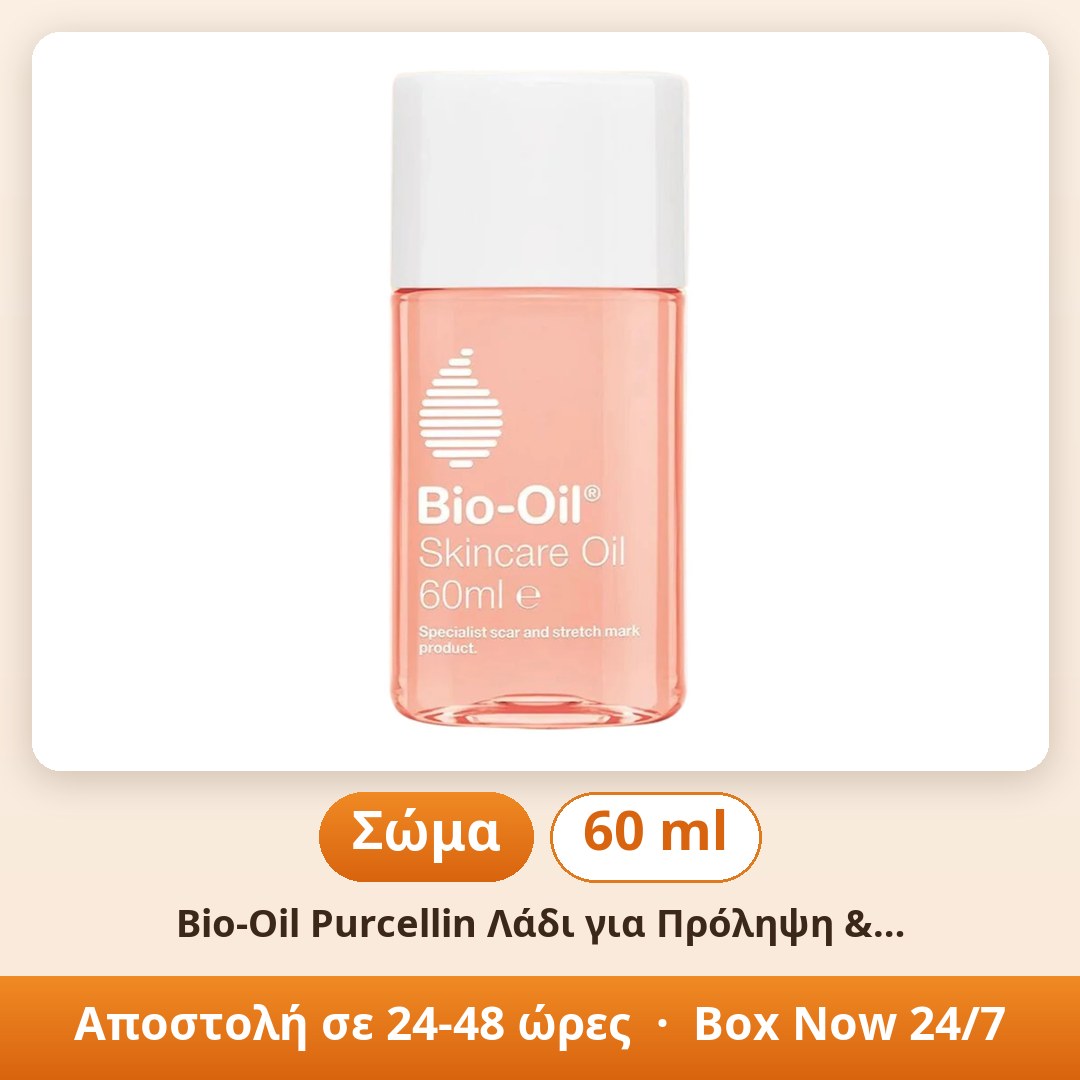 Bio-Oil®
Skincare Oil
60ml ℮
Specialist scar and stretch mark
product.
Σώμα
60 ml
Bio-Oil Purcellin Λάδι για Πρόληψη &...
Αποστολή σε 24-48 ώρες · Box Now 24/7